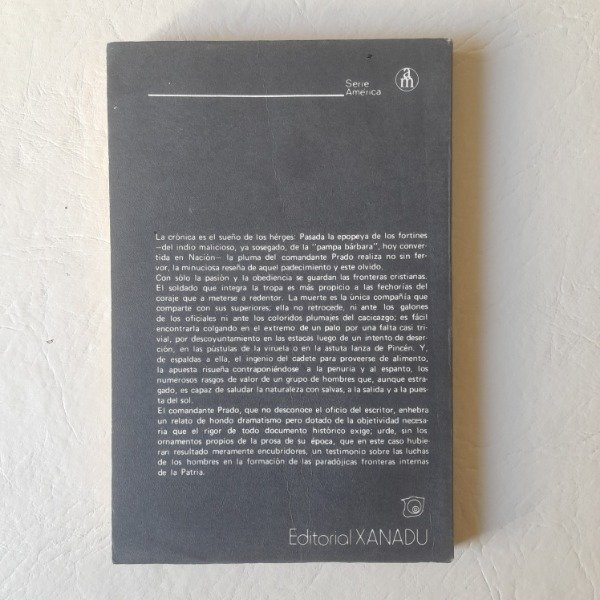 Serie
América
am
La crónica es el sueño de los héroes: Pasada la epopeya de los fortines
—del indio malicioso, ya sosegado, de la "pampa bárbara", hoy conver-
tida en Nación— la pluma del comandante Prado realiza no sin fer-
vor, la minuciosa reseña de aquel padecimiento y este olvido.
Con sólo la pasión y la obediencia se guardan las fronteras cristianas.
El soldado que integra la tropa es más propicio a las fechorías del
coraje que a meterse a redentor. La muerte es la única compañía que
comparte con sus superiores, ella no retrocede, ni ante los galones
de los oficiales ni ante los coloridos plumajes del cacicazgo; es fácil
encontrarla colgando en el extremo de un palo por una falta casi tri-
vial, por descoyuntamiento en las estacas luego de un intento de deser-
ción, en las pústulas de la viruela o en la astuta lanza de Pincén. Y,
de espaldas a ello, el ingenio del cadete para proveerse de alimento,
la apuesta risueña contraponiéndose a la penuria y al espanto, los
numerosos rasgos de valor de un grupo de hombres que, aunque estra-
gado, es capaz de saludar la naturaleza con salvas, a la salida y a la pues-
ta del sol.
El comandante Prado, que no desconoce el oficio del escritor, enhebra
un relato de hondo dramatismo pero dotado de la objetividad necesa-
ria que el rigor de todo documento histórico exige; urde, sin los
ornamentos propios de la prosa de su época, que en este caso hubie
ran resultado meramente encubridores, un testimonio sobre las luchas
de los hombres en la formación de las paradójicas fronteras internas
de la Patria.
Editorial XANADU